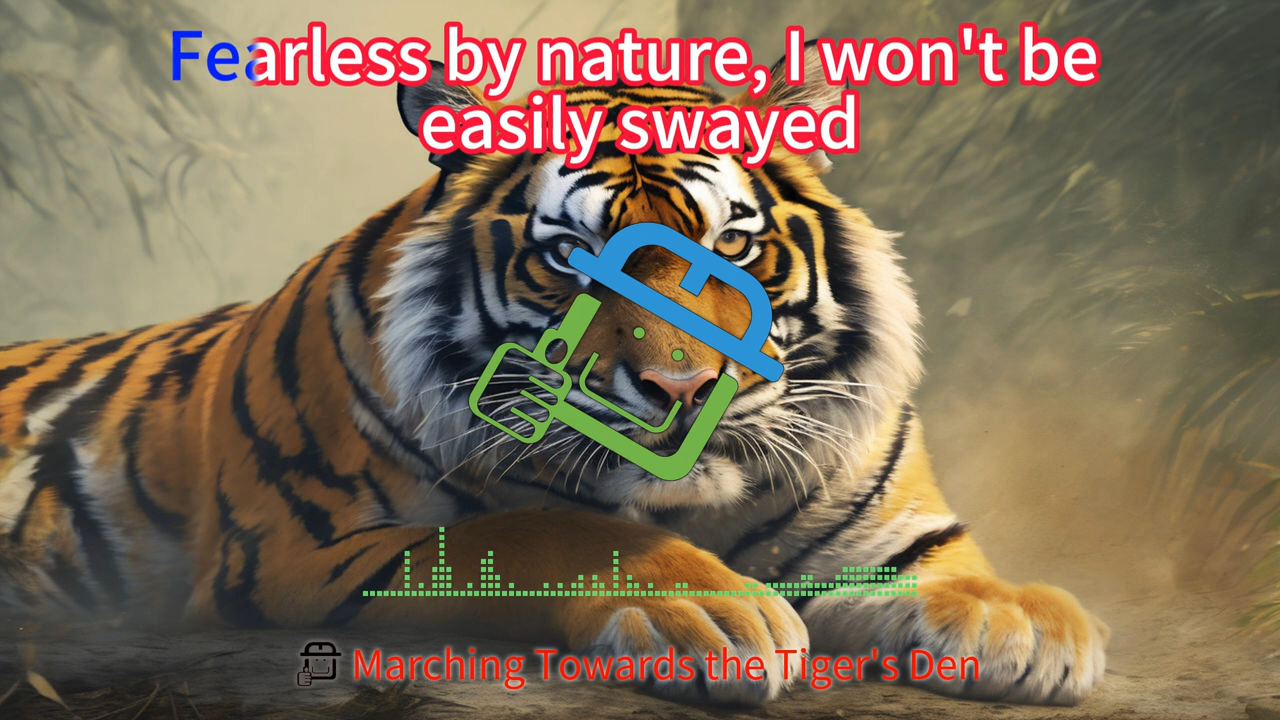 Fearless by nature, I won't be
easily swayed
Marching Towards the Tiger's Den